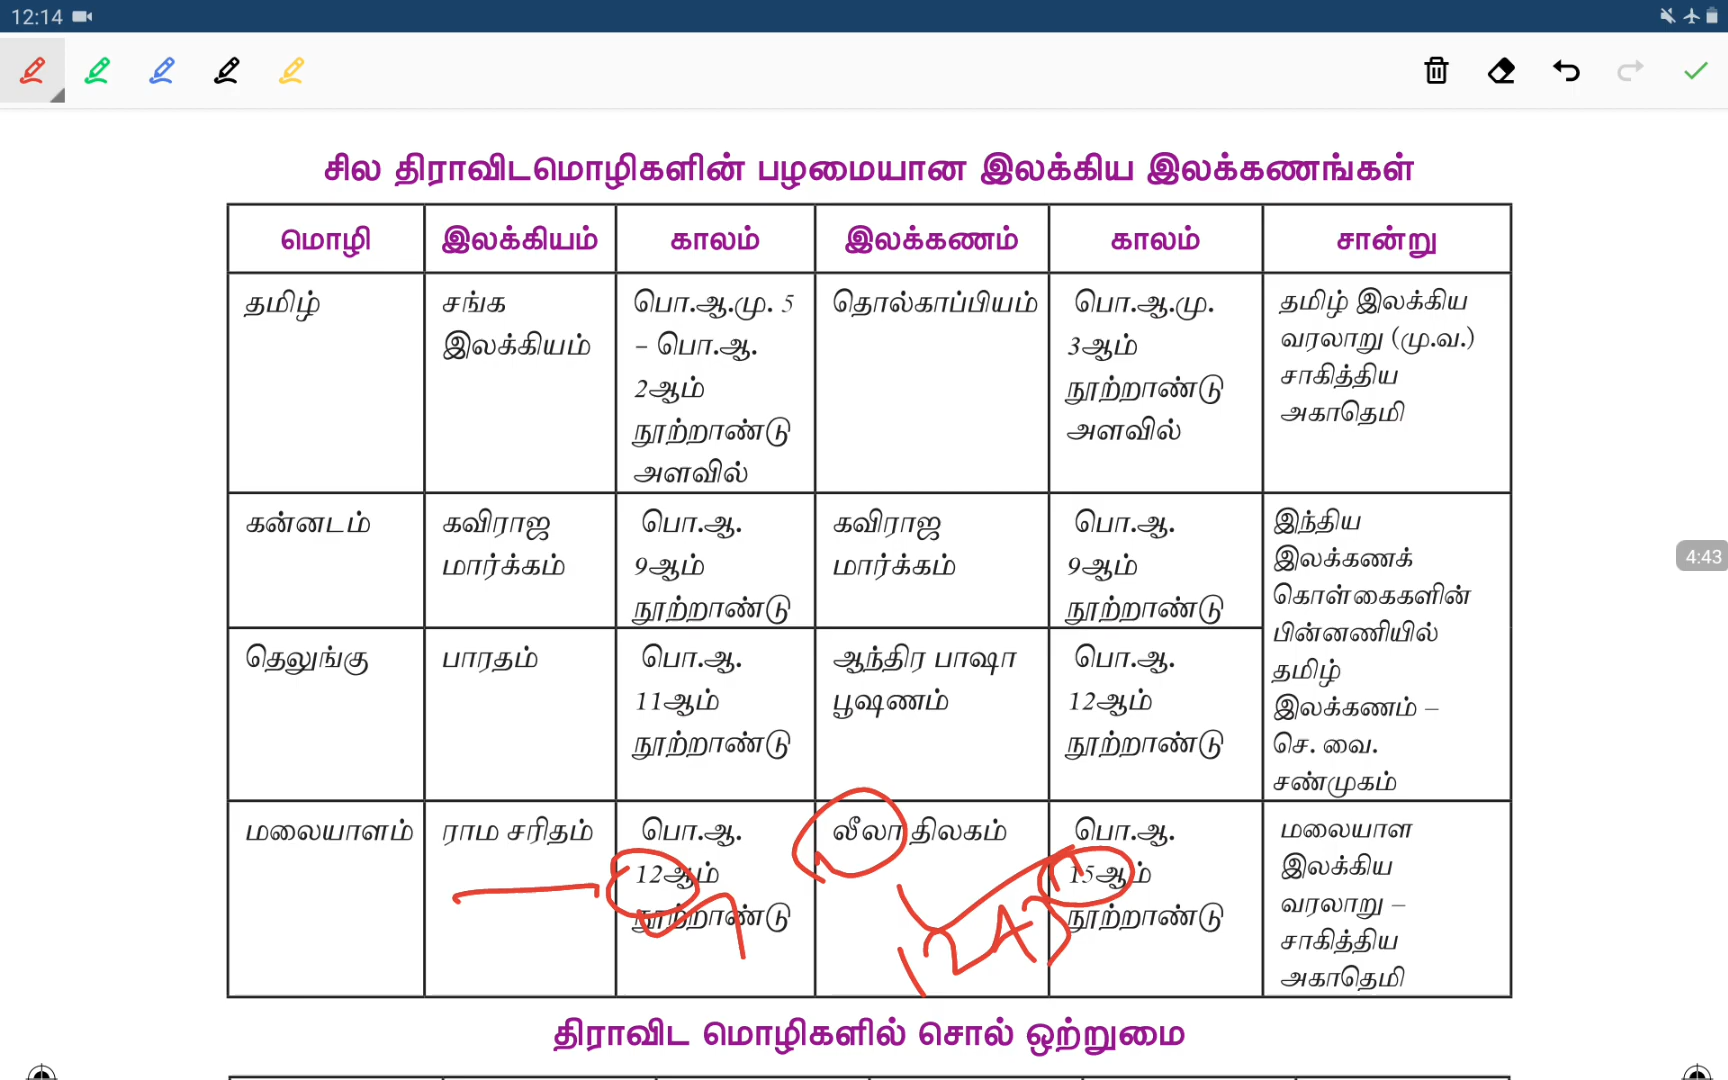 12:14
சில திராவிடமொழிகளின் பழமையான இலக்கிய இலக்கணங்கள்
மொழி இலக்கியம் காலம் இலக்கணம் காலம் சான்று
தமிழ்
சங்க
இலக்கியம்
பொ.ஆ.மு. 5
– பொ.ஆ.
2ஆம்
நூற்றாண்டு
அளவில்
தொல்காப்பியம்
பொ.ஆ.மு.
3ஆம்
நூற்றாண்டு
அளவில்
தமிழ் இலக்கிய
வரலாறு (மு.வ.)
சாகித்திய
அகாதெமி
கன்னடம்
கவிராஜ
மார்க்கம்
பொ.ஆ.
9ஆம்
நூற்றாண்டு
கவிராஜ
மார்க்கம்
பொ.ஆ.
9ஆம்
நூற்றாண்டு
இந்திய
இலக்கணக்
கொள்கைகளின்
பின்னணியில்
தமிழ்
இலக்கணம் –
செ. வை.
சண்முகம்
4:43
தெலுங்கு
பாரதம்
பொ.ஆ.
11ஆம்
நூற்றாண்டு
ஆந்திர பாஷா
பூஷணம்
பொ.ஆ.
12ஆம்
நூற்றாண்டு
மலையாளம்
ராம சரிதம்
பொ.ஆ.
12ஆம்
நூற்றாண்டு
லீலா திலகம்
பொ.ஆ.
15ஆம்
நூற்றாண்டு
மலையாள
இலக்கிய
வரலாறு –
சாகித்திய
அகாதெமி
திராவிட மொழிகளில் சொல் ஒற்றுமை